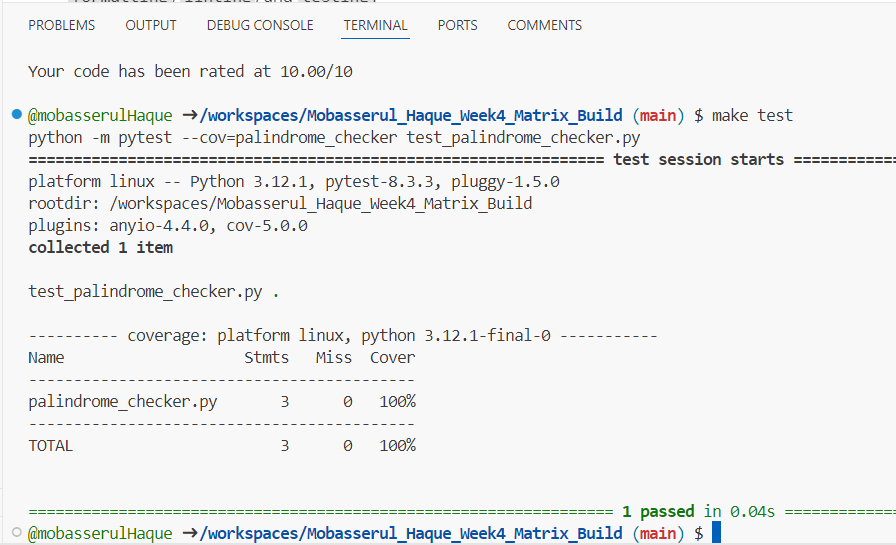 PROBLEMS OUTPUT DEBUG CONSOLE TERMINAL PORTS COMMENTS
Your code has been rated at 10.00/10
@mobasserulHaque →/workspaces/Mobasserul_Haque_Week4_Matrix_Build (main) $ make test
python -m pytest --cov=palindrome_checker test_palindrome_checker.py
================================================================ test session starts ============
platform linux -- Python 3.12.1, pytest-8.3.3, pluggy-1.5.0
rootdir: /workspaces/Mobasserul_Haque_Week4_Matrix_Build
plugins: anyio-4.4.0, cov-5.0.0
collected 1 item
test_palindrome_checker.py .
---------- coverage: platform linux, python 3.12.1-final-0 -----------
Name Stmts Miss Cover
-------------------------------------------
palindrome_checker.py 3 0 100%
-------------------------------------------
TOTAL 3 0 100%
================================================================= 1 passed in 0.04s =============
@mobasserulHaque →/workspaces/Mobasserul_Haque_Week4_Matrix_Build (main) $